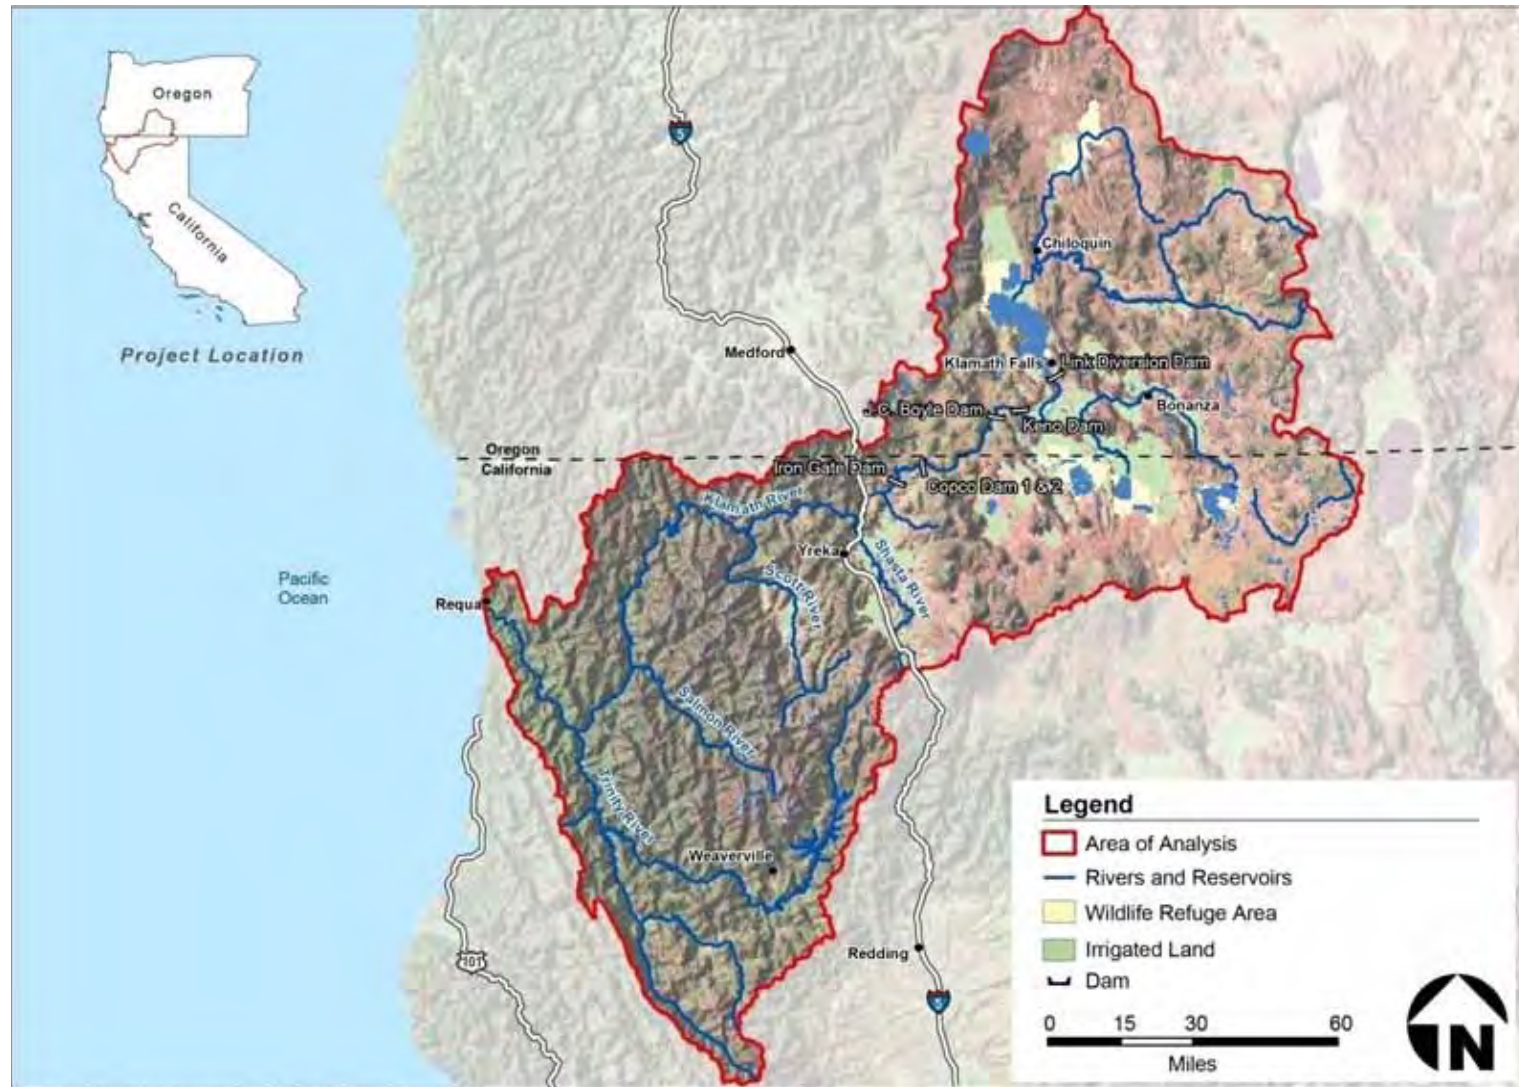 Oregon
California
Project Location
5
Medford
Chiloquin
Klamath Falls
Link Diversion Dam
J.C. Boyle Dam
Keno Dam
Bonanza
Oregon
California
Iron Gate Dam
Copco Dam 1 & 2
Klamath River
Yreka
Shasta River
Scott River
Pacific
Ocean
Requa
Salmon River
Trinity River
Weaverville
Redding
101
5
Legend
Area of Analysis
Rivers and Reservoirs
Wildlife Refuge Area
Irrigated Land
Dam
0 15 30 60
Miles
N